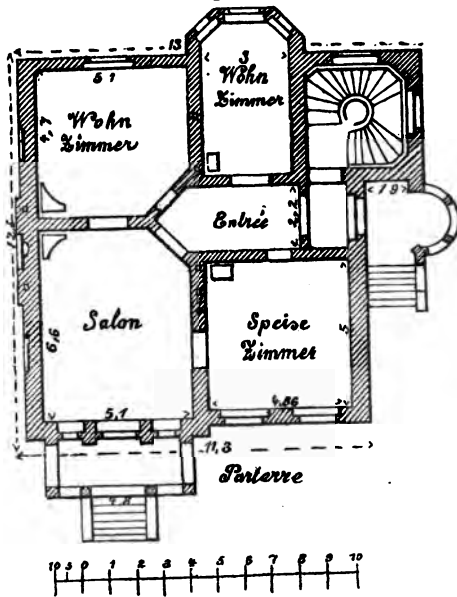 13
5,1
3
Wohn
Zimmer
Wohn
Zimmer
4,7
1,9
Entrée
2,2
Salon
6,6
Speise
Zimmer
5
5,1
4,86
11,3
Parterre
10 5 0 1 2 3 4 5 6 7 8 9 10